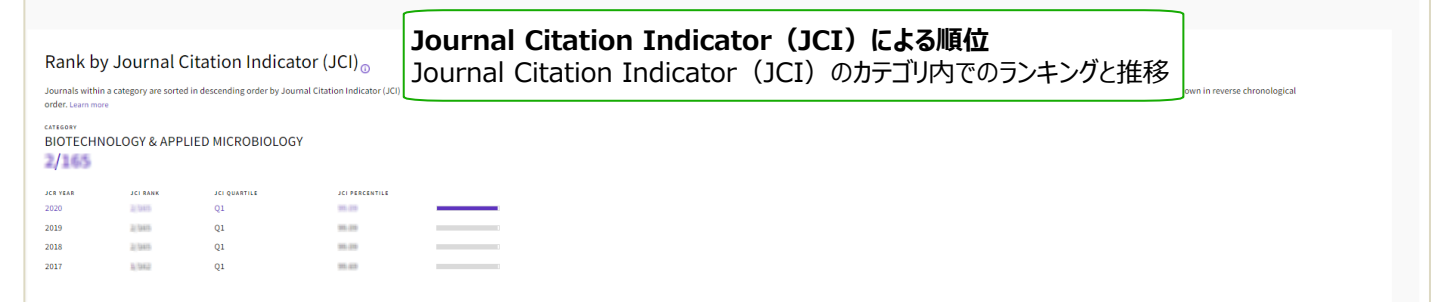 Journal Citation Indicator（JCI）による順位
Journal Citation Indicator（JCI）のカテゴリ内でのランキングと推移
Rank by Journal Citation Indicator (JCI)
Journals within a category are sorted in descending order by Journal Citation Indicator (JCI) own in reverse chronological
order. Learn more
CATEGORY
BIOTECHNOLOGY & APPLIED MICROBIOLOGY
2/165
JCR YEAR JCI RANK JCI QUARTILE JCI PERCENTILE
2020 Q1
2019 Q1
2018 Q1
2017 Q1